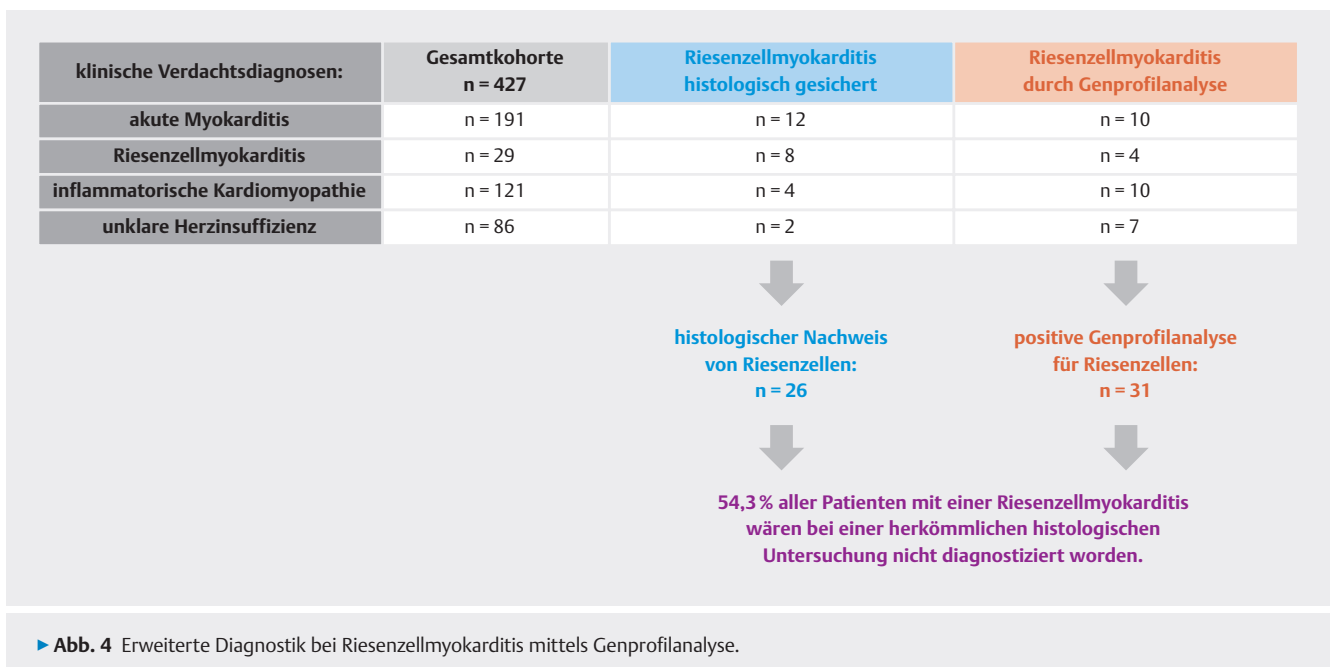 klinische Verdachtsdiagnosen:
Gesamtkohorte
n = 427
Riesenzellmyokarditis
histologisch gesichert
Riesenzellmyokarditis
durch Genprofilanalyse
akute Myokarditis
n = 191
n = 12
n = 10
Riesenzellmyokarditis
n = 29
n = 8
n = 4
inflammatorische Kardiomyopathie
n = 121
n = 4
n = 10
unklare Herzinsuffizienz
n = 86
n = 2
n = 7
histologischer Nachweis
von Riesenzellen:
n = 26
positive Genprofilanalyse
für Riesenzellen:
n = 31
54,3 % aller Patienten mit einer Riesenzellmyokarditis
wären bei einer herkömmlichen histologischen
Untersuchung nicht diagnostiziert worden.
▶ Abb. 4 Erweiterte Diagnostik bei Riesenzellmyokarditis mittels Genprofilanalyse.